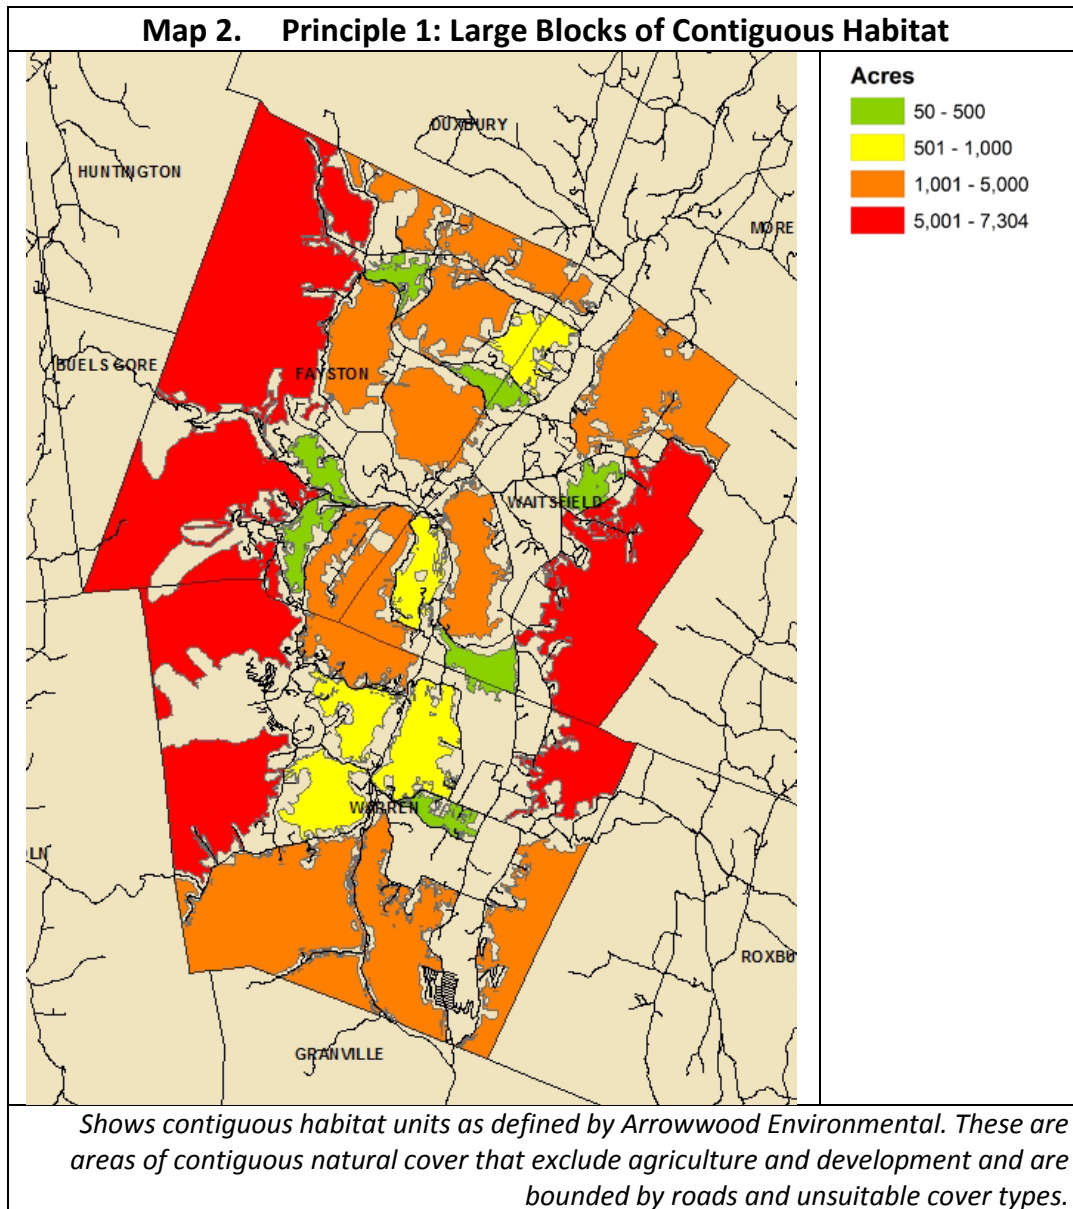 Map 2. Principle 1: Large Blocks of Contiguous Habitat
Acres
50 - 500
501 - 1,000
1,001 - 5,000
5,001 - 7,304
DUXBURY
HUNTINGTON
MORE
BUELS GORE
FAYSTON
WAITSFIELD
WARREN
LN
ROXBU
GRANVILLE
Shows contiguous habitat units as defined by Arrowwood Environmental. These are
areas of contiguous natural cover that exclude agriculture and development and are
bounded by roads and unsuitable cover types.